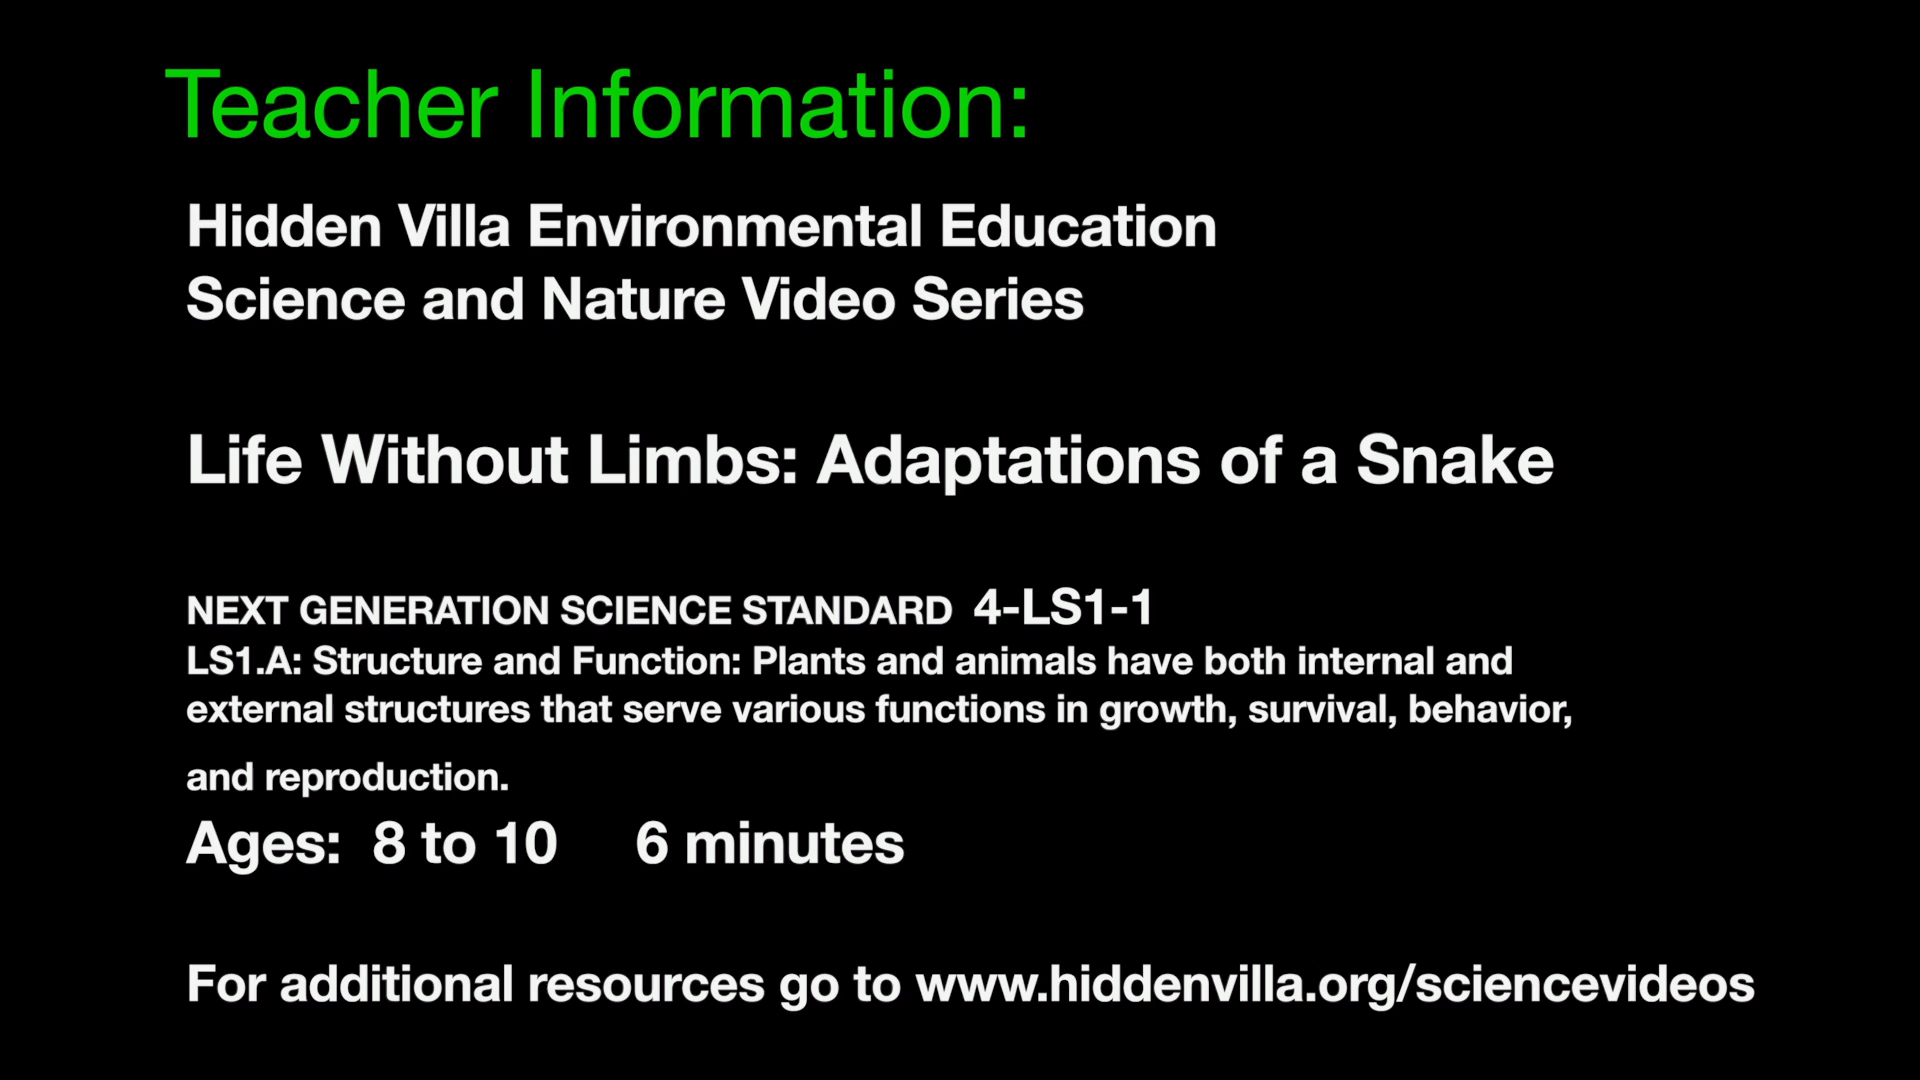 Teacher Information:
Hidden Villa Environmental Education
Science and Nature Video Series
Life Without Limbs: Adaptations of a Snake
NEXT GENERATION SCIENCE STANDARD 4-LS1-1
LS1.A: Structure and Function: Plants and animals have both internal and
external structures that serve various functions in growth, survival, behavior,
and reproduction.
Ages: 8 to 10 6 minutes
For additional resources go to www.hiddenvilla.org/sciencevideos